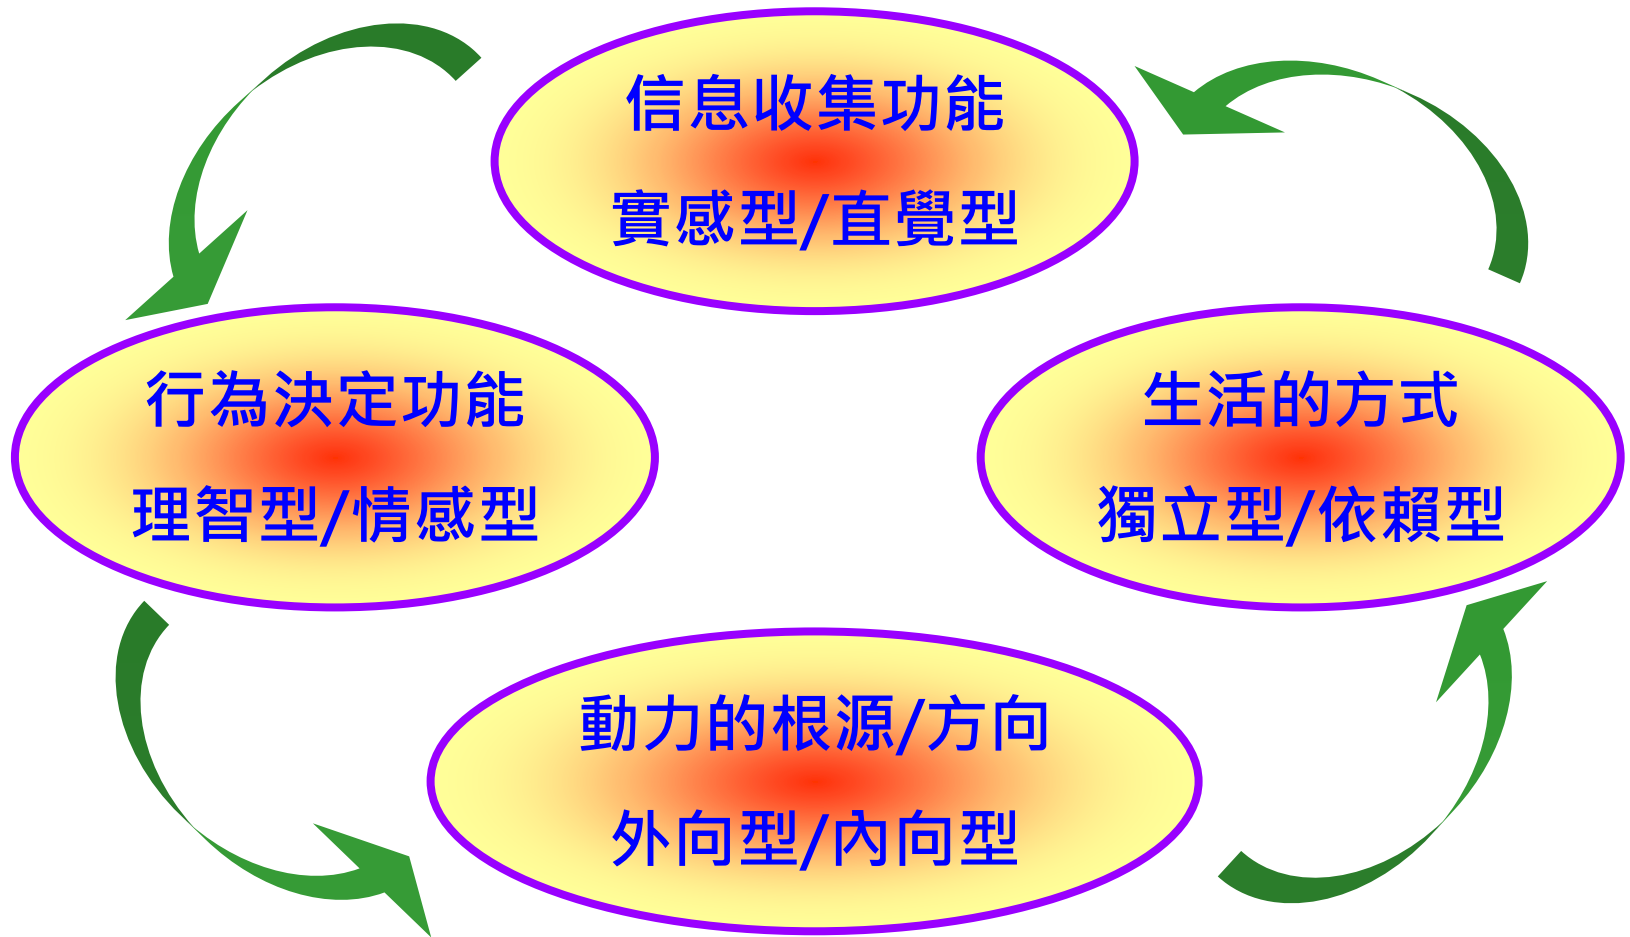 信息收集功能
實感型/直覺型
行為決定功能
理智型/情感型
生活的方式
獨立型/依賴型
動力的根源/方向
外向型/內向型